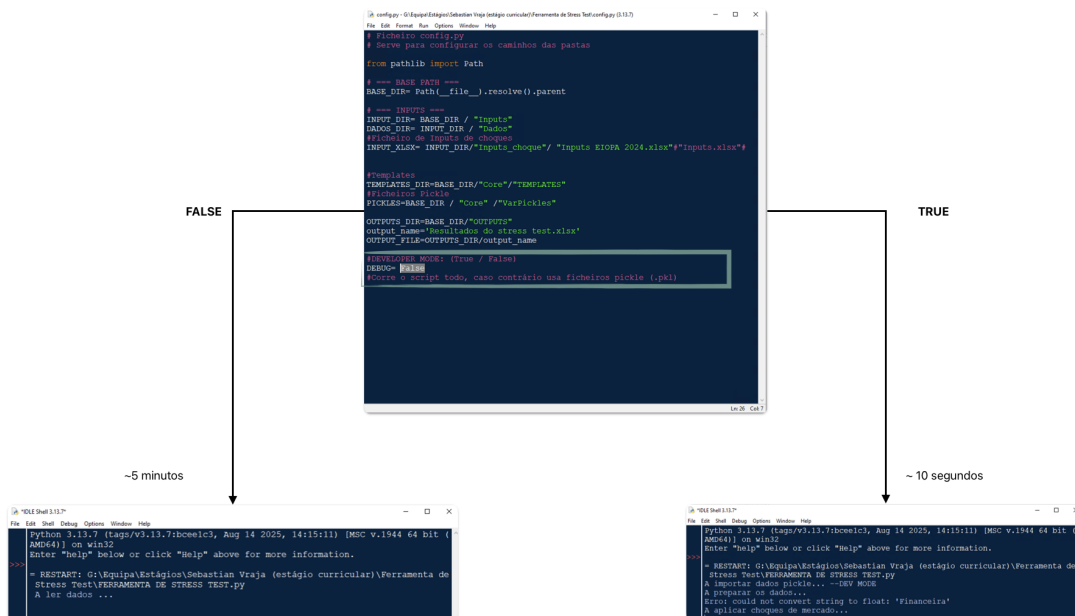 config.py - G:\Equipa\Estágios\Sebastian Vraja (estágio curricular)\Ferramenta de Stress Test\config.py (3.13.7)
File Edit Format Run Options Window Help
# Ficheiro config.py
# Serve para configurar os caminhos das pastas
from pathlib import Path
# === BASE PATH ===
BASE_DIR= Path(__file__).resolve().parent
# === INPUTS ===
INPUT_DIR= BASE_DIR / "Inputs"
DADOS_DIR= INPUT_DIR / "Dados"
#Ficheiro de Inputs de choques
INPUT_XLSX= INPUT_DIR/"Inputs_choque"/ "Inputs EIOPA 2024.xlsx"#"Inputs.xlsx"#
#Templates
TEMPLATES_DIR=BASE_DIR/"Core"/"TEMPLATES"
#Ficheiros Pickle
PICKLES=BASE_DIR / "Core" /"VarPickles"
OUTPUTS_DIR=BASE_DIR/"OUTPUTS"
output_name='Resultados do stress test.xlsx'
OUTPUT_FILE=OUTPUTS_DIR/output_name
#DEVELOPER MODE: (True / False)
DEBUG= False
#Corre o script todo, caso contrário usa ficheiros pickle (.pkl)
Ln: 26 Col: 7
FALSE
TRUE
~5 minutos
~ 10 segundos
*IDLE Shell 3.13.7*
File Edit Shell Debug Options Window Help
Python 3.13.7 (tags/v3.13.7:bcee1c3, Aug 14 2025, 14:15:11) [MSC v.1944 64 bit (
AMD64)] on win32
Enter "help" below or click "Help" above for more information.
>>>
= RESTART: G:\Equipa\Estágios\Sebastian Vraja (estágio curricular)\Ferramenta de
Stress Test\FERRAMENTA DE STRESS TEST.py
A ler dados ...
*IDLE Shell 3.13.7*
File Edit Shell Debug Options Window Help
Python 3.13.7 (tags/v3.13.7:bcee1c3, Aug 14 2025, 14:15:11) [MSC v.1944 64 bit (
AMD64)] on win32
Enter "help" below or click "Help" above for more information.
>>>
= RESTART: G:\Equipa\Estágios\Sebastian Vraja (estágio curricular)\Ferramenta de
Stress Test\FERRAMENTA DE STRESS TEST.py
A importar dados pickle... --DEV MODE
A preparar os dados...
Erro: could not convert string to float: 'Financeira'
A aplicar choques de mercado...